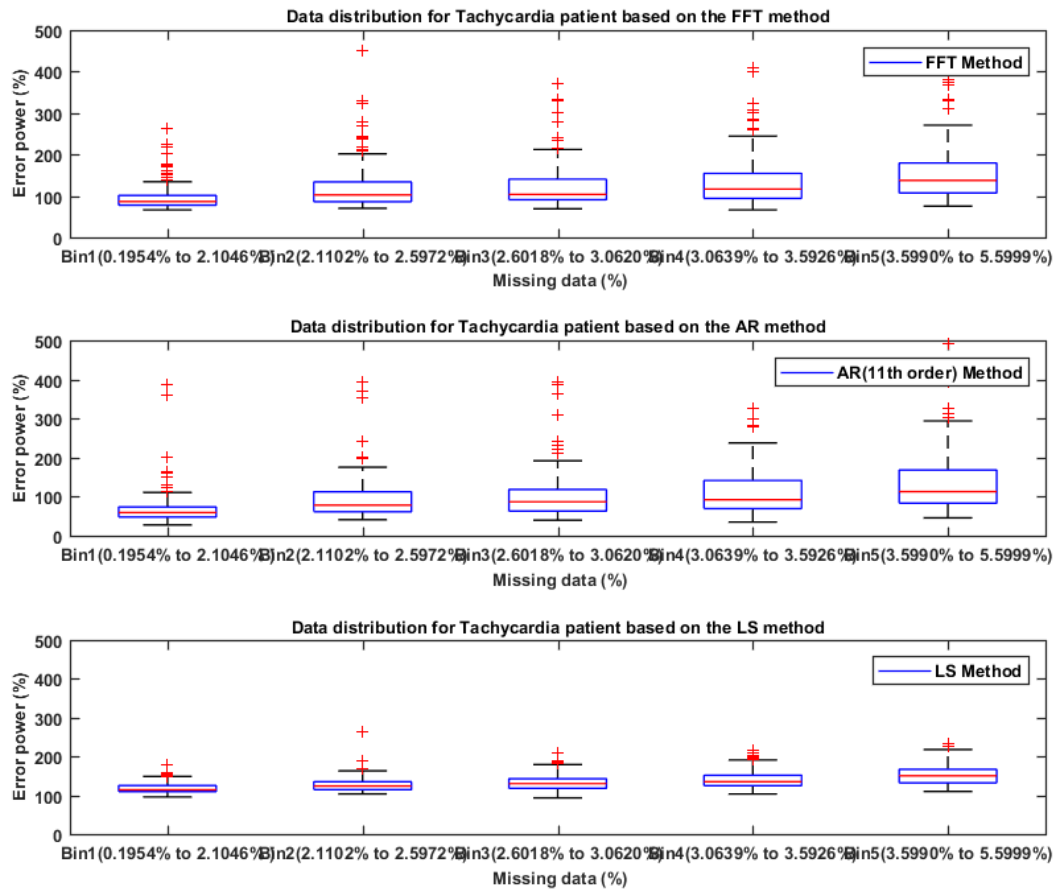 Data distribution for Tachycardia patient based on the FFT method
500
400
300
200
100
0
Error power (%)
FFT Method
Bin1(0.1954% to 2.1046%) Bin2(2.1102% to 2.5972%) Bin3(2.6018% to 3.0620%) Bin4(3.0639% to 3.5926%) Bin5(3.5990% to 5.5999%)
Missing data (%)
Data distribution for Tachycardia patient based on the AR method
500
400
300
200
100
0
Error power (%)
AR(11th order) Method
Bin1(0.1954% to 2.1046%) Bin2(2.1102% to 2.5972%) Bin3(2.6018% to 3.0620%) Bin4(3.0639% to 3.5926%) Bin5(3.5990% to 5.5999%)
Missing data (%)
Data distribution for Tachycardia patient based on the LS method
500
400
300
200
100
0
Error power (%)
LS Method
Bin1(0.1954% to 2.1046%) Bin2(2.1102% to 2.5972%) Bin3(2.6018% to 3.0620%) Bin4(3.0639% to 3.5926%) Bin5(3.5990% to 5.5999%)
Missing data (%)